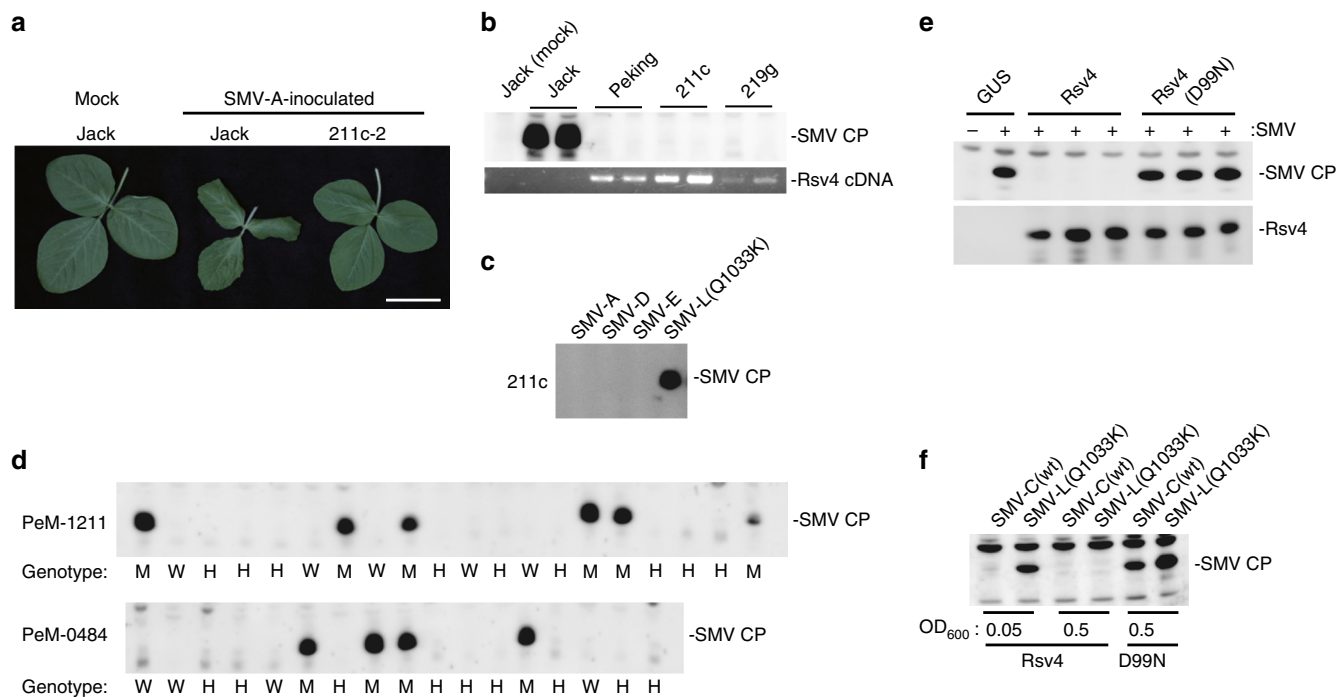 a
Mock SMV-A-inoculated
Jack Jack 211c-2
b
Jack (mock) Jack Peking 211c 219g
-SMV CP
-Rsv4 cDNA
c
SMV-A SMV-D SMV-E SMV-L(Q1033K)
211c -SMV CP
d
PeM-1211 -SMV CP
Genotype: M W H H H W M W M H W H W M M H H H M
PeM-0484 -SMV CP
Genotype: W W H H W M H M M H H H M H W H H
e
GUS Rsv4 Rsv4 (D99N)
– + + + + + + + :SMV
-SMV CP
-Rsv4
f
SMV-C(wt) SMV-L(Q1033K) SMV-C(wt) SMV-L(Q1033K) SMV-C(wt) SMV-L(Q1033K)
-SMV CP
OD600 : 0.05 0.5 0.5
Rsv4 D99N